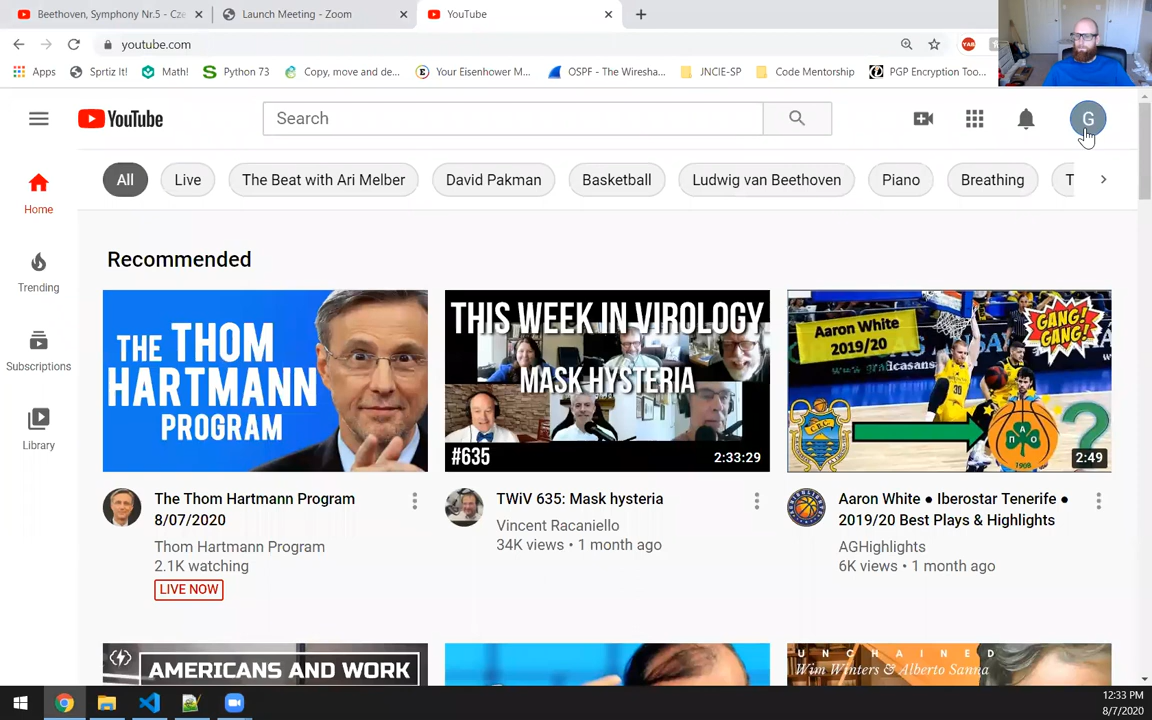 Beethoven, Symphony Nr.5 - Cze
Launch Meeting - Zoom
YouTube
youtube.com
YAB
Apps
Sprtiz It!
Math!
Python 73
Copy, move and de...
Your Eisenhower M...
OSPF - The Wiresha...
JNCIE-SP
Code Mentorship
PGP Encryption Too...
YouTube
Search
G
All
Live
The Beat with Ari Melber
David Pakman
Basketball
Ludwig van Beethoven
Piano
Breathing
T
Home
Trending
Subscriptions
Library
Recommended
THE THOM
HARTMANN
PROGRAM
THIS WEEK IN VIROLOGY
MASK HYSTERIA
#635
2:33:29
Aaron White
2019/20
GANG!
GANG!
30
1908
?
2:49
The Thom Hartmann Program
8/07/2020
Thom Hartmann Program
2.1K watching
LIVE NOW
TWiV 635: Mask hysteria
Vincent Racaniello
34K views • 1 month ago
Aaron White ● Iberostar Tenerife ●
2019/20 Best Plays & Highlights
AGHighlights
6K views • 1 month ago
AMERICANS AND WORK
UNCHAINED
Wim Winters & Alberto Sanna
12:33 PM
8/7/2020